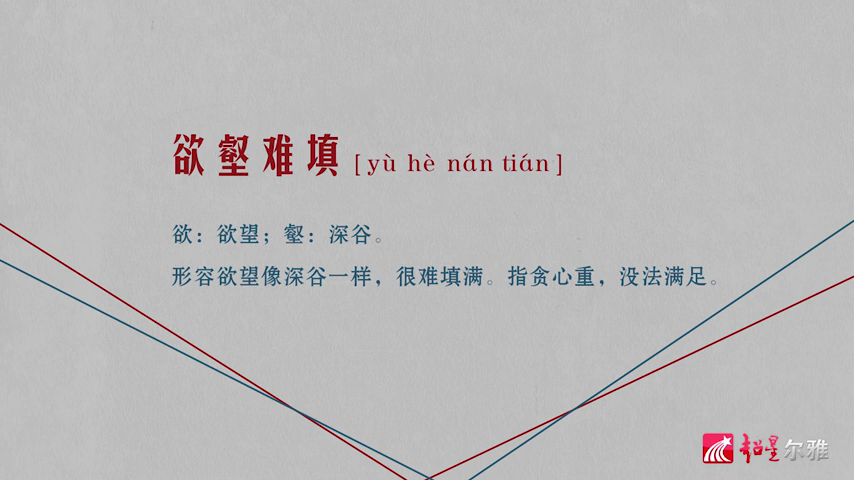 欲壑难填 [yù hè nán tián]
欲：欲望；壑：深谷。
形容欲望像深谷一样，很难填满。指贪心重，没法满足。
超星尔雅